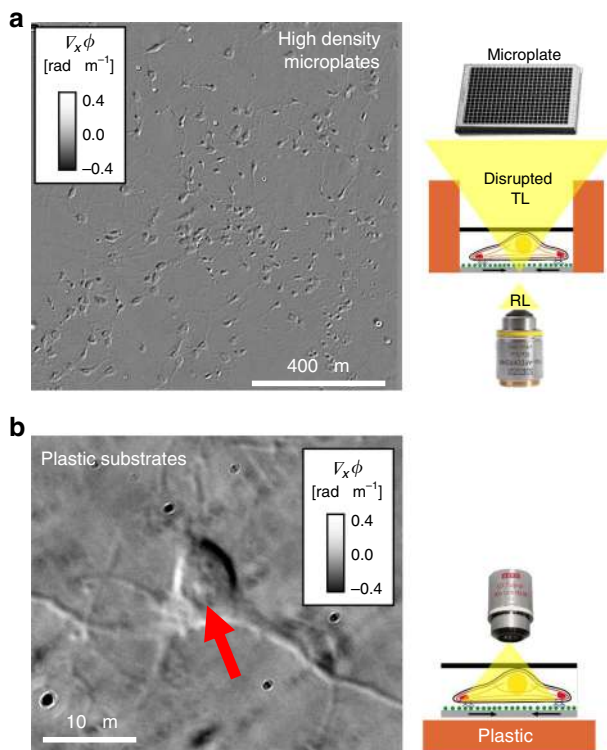 a
∇ₓϕ
[rad m⁻¹]
0.4
0.0
−0.4
High density
microplates
400 m
Microplate
Disrupted
TL
RL
b
Plastic substrates
∇ₓϕ
[rad m⁻¹]
0.4
0.0
−0.4
10 m
Plastic